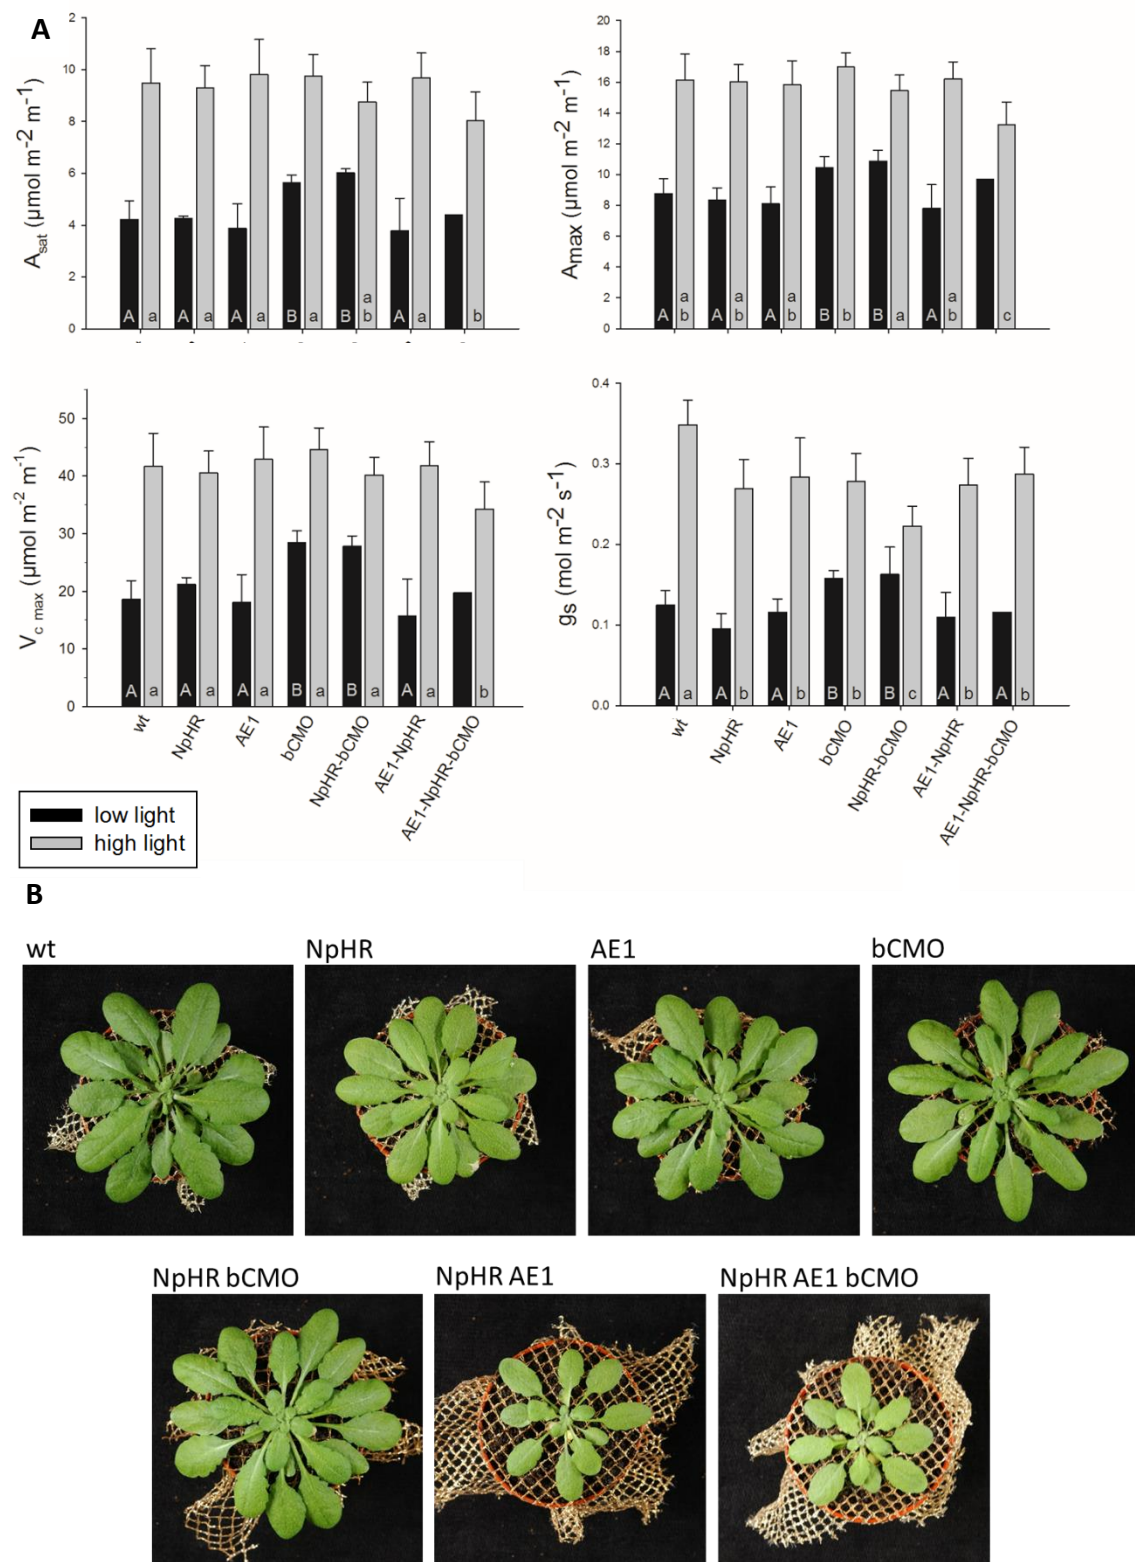 A
A_sat (µmol m⁻² m⁻¹)
2
10
8
6
4
2
0
A a A a A a B a B a b A a b
Amax (µmol m⁻² m⁻¹)
20
18
16
14
12
10
8
6
4
2
0
A a b A a b A a b B b B a A a b c
V_c max (µmol m⁻² m⁻¹)
50
40
30
20
10
0
A a A a A a B a B a A a b
wt
NpHR
AE1
bCMO
NpHR-bCMO
AE1-NpHR
AE1-NpHR-bCMO
gs (mol m⁻² s⁻¹)
0.4
0.3
0.2
0.1
0.0
A a A b A b B b B c A b A b
wt
NpHR
AE1
bCMO
NpHR-bCMO
AE1-NpHR
AE1-NpHR-bCMO
low light
high light
B
wt
NpHR
AE1
bCMO
NpHR bCMO
NpHR AE1
NpHR AE1 bCMO